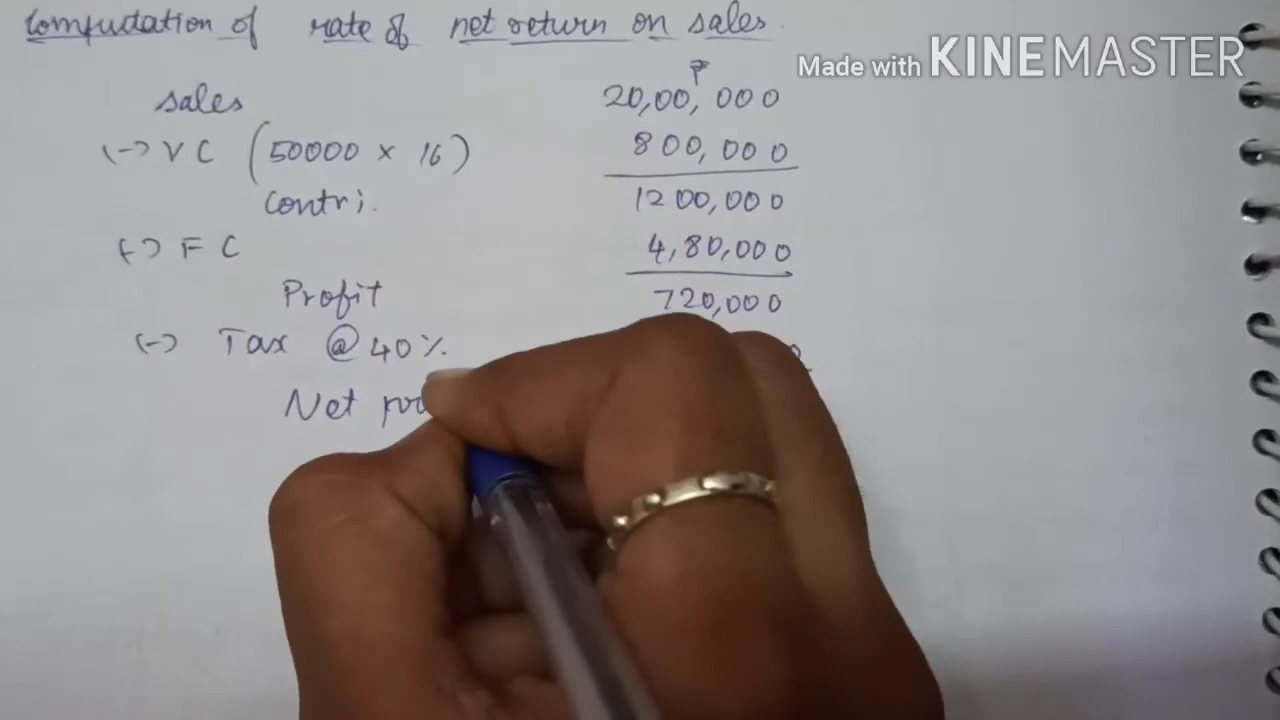 Computation of rate of net return on sales.
Made with KINEMASTER
₹
sales 20,00,000
(-) VC (50000 × 16) 800,000
Contri. 1200,000
(-) FC 4,80,000
Profit 720,000
(-) Tax @ 40%
Net